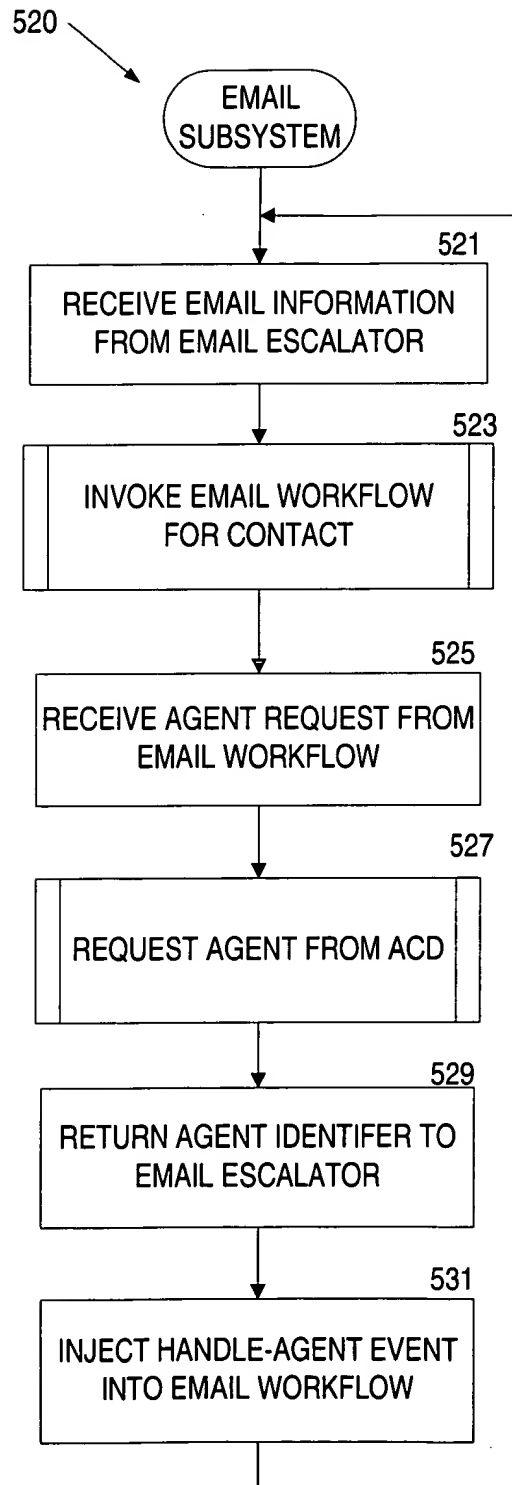 520
EMAIL
SUBSYSTEM
521
RECEIVE EMAIL INFORMATION
FROM EMAIL ESCALATOR
523
INVOKE EMAIL WORKFLOW
FOR CONTACT
525
RECEIVE AGENT REQUEST FROM
EMAIL WORKFLOW
527
REQUEST AGENT FROM ACD
529
RETURN AGENT IDENTIFER TO
EMAIL ESCALATOR
531
INJECT HANDLE-AGENT EVENT
INTO EMAIL WORKFLOW